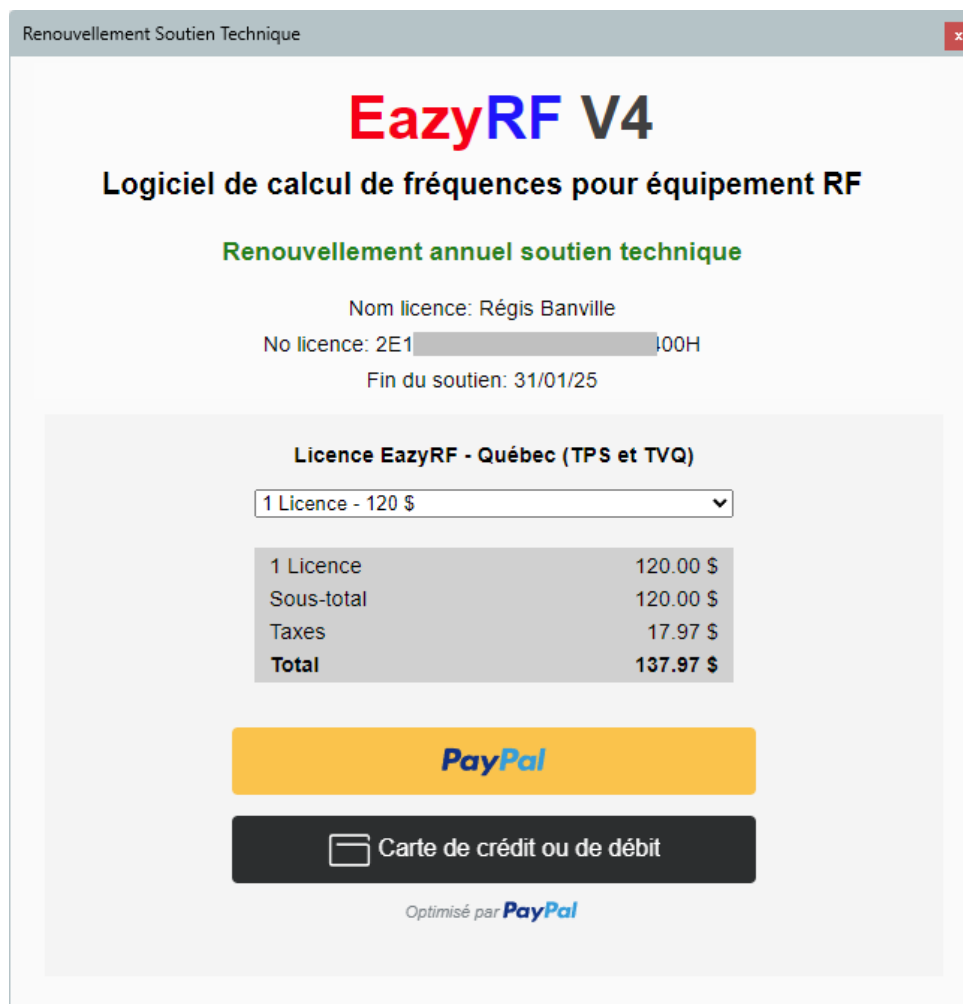 Renouvellement Soutien Technique
x
EazyRF V4
Logiciel de calcul de fréquences pour équipement RF
Renouvellement annuel soutien technique
Nom licence: Régis Banville
No licence: 2E1 400H
Fin du soutien: 31/01/25
Licence EazyRF - Québec (TPS et TVQ)
1 Licence - 120 $
1 Licence 120.00 $
Sous-total 120.00 $
Taxes 17.97 $
Total 137.97 $
PayPal
Carte de crédit ou de débit
Optimisé par PayPal